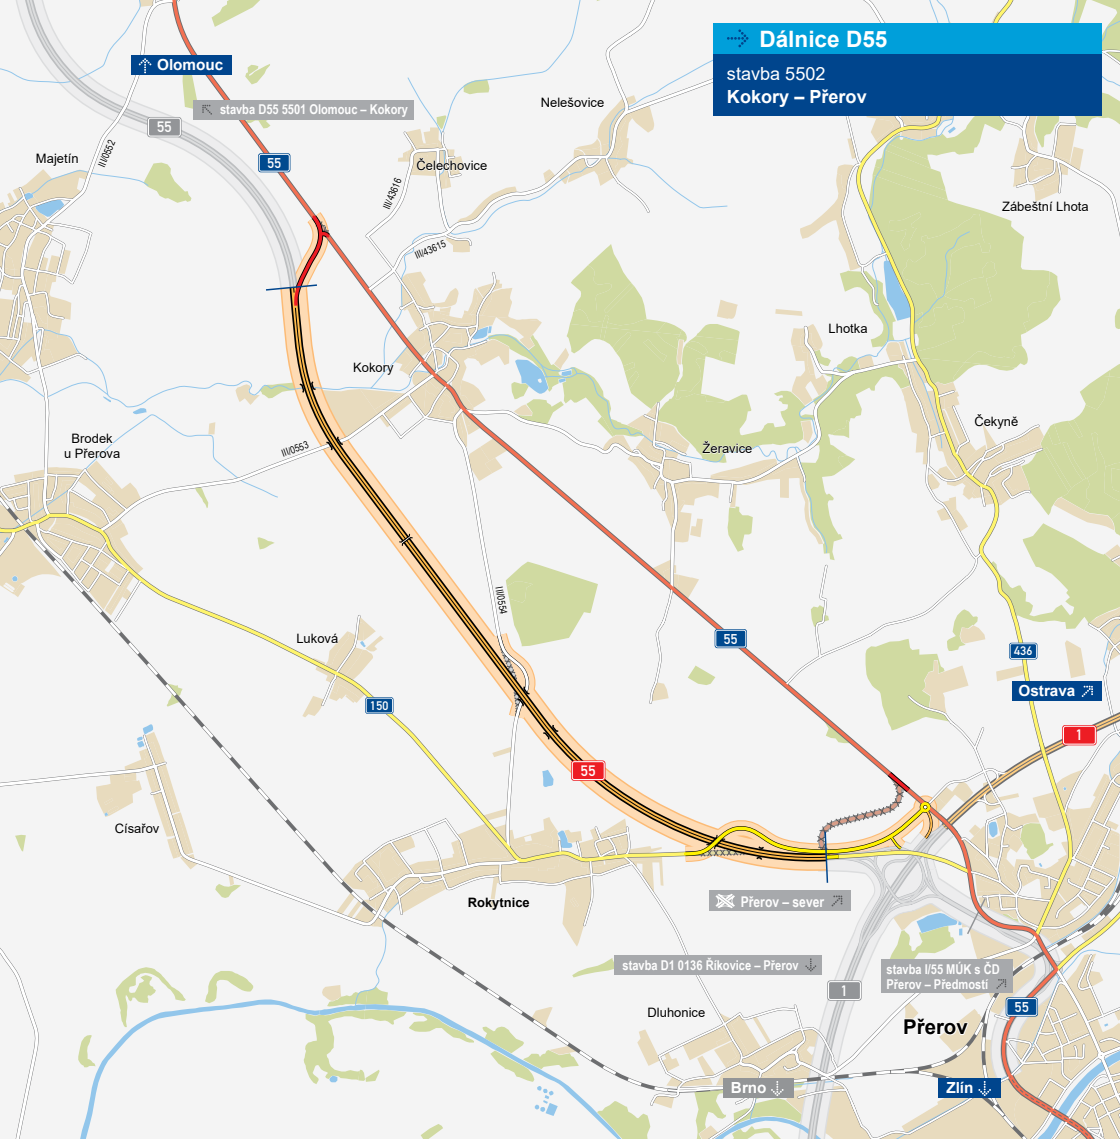 Dálnice D55
stavba 5502
Kokory – Přerov
Olomouc
stavba D55 5501 Olomouc – Kokory
Nelešovice
55
III/0552
Majetín
55
Čelechovice
III/43616
Zábeštní Lhota
III/43615
Lhotka
Kokory
Čekyně
Brodek
u Přerova
III/0553
Žeravice
III/0554
Luková
55
436
Ostrava
150
1
55
Císařov
Rokytnice
Přerov – sever
stavba D1 0136 Říkovice – Přerov
stavba I/55 MÚK s ČD
Přerov – Předmostí
1
55
Dluhonice
Přerov
Brno
Zlín